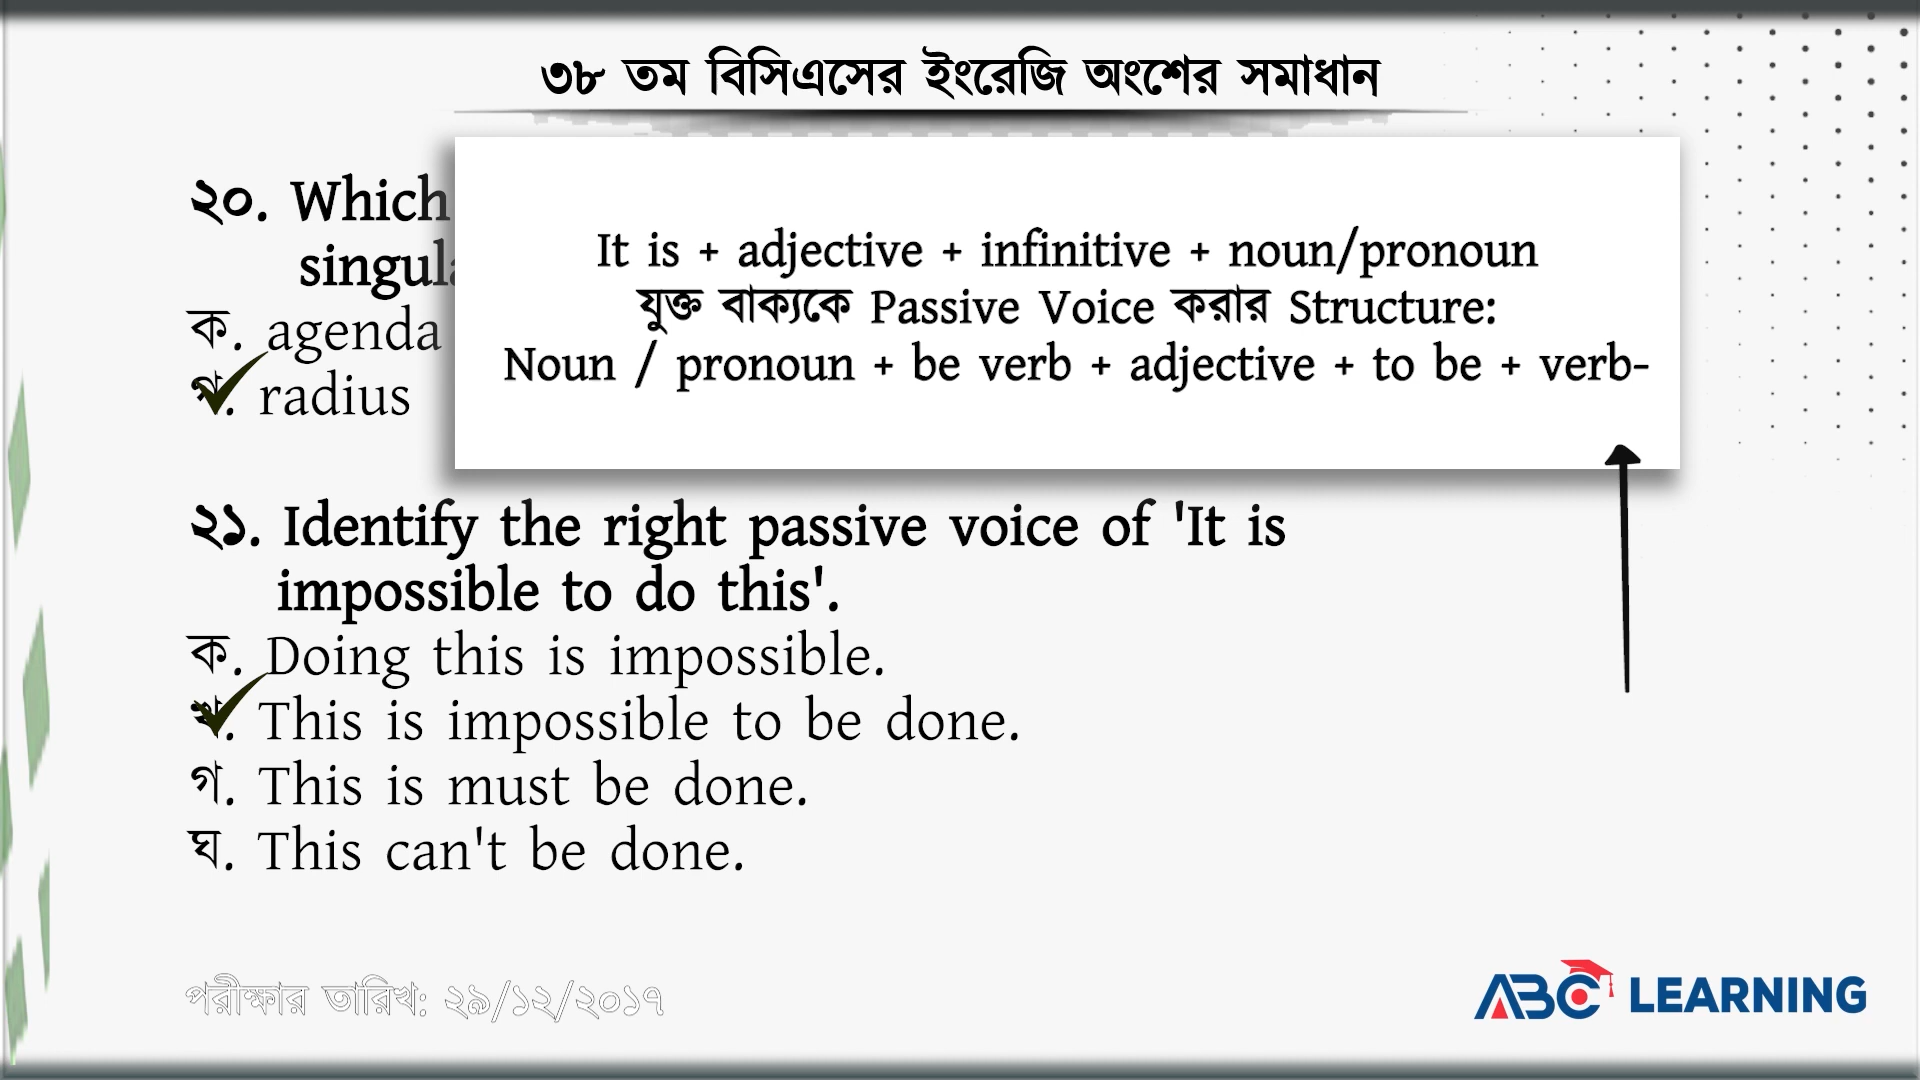 ৩৮ তম বিসিএসের ইংরেজি অংশের সমাধান
It is + adjective + infinitive + noun/pronoun
যুক্ত বাক্যকে Passive Voice করার Structure:
Noun / pronoun + be verb + adjective + to be + verb-
২০. Which
ক. agenda
radius
২১. Identify the right passive voice of 'It is
impossible to do this'.
ক. Doing this is impossible.
খ. This is impossible to be done.
গ. This is must be done.
ঘ. This can't be done.
পরীক্ষার তারিখ: ২৯/১২/২০১৭
ABC LEARNING